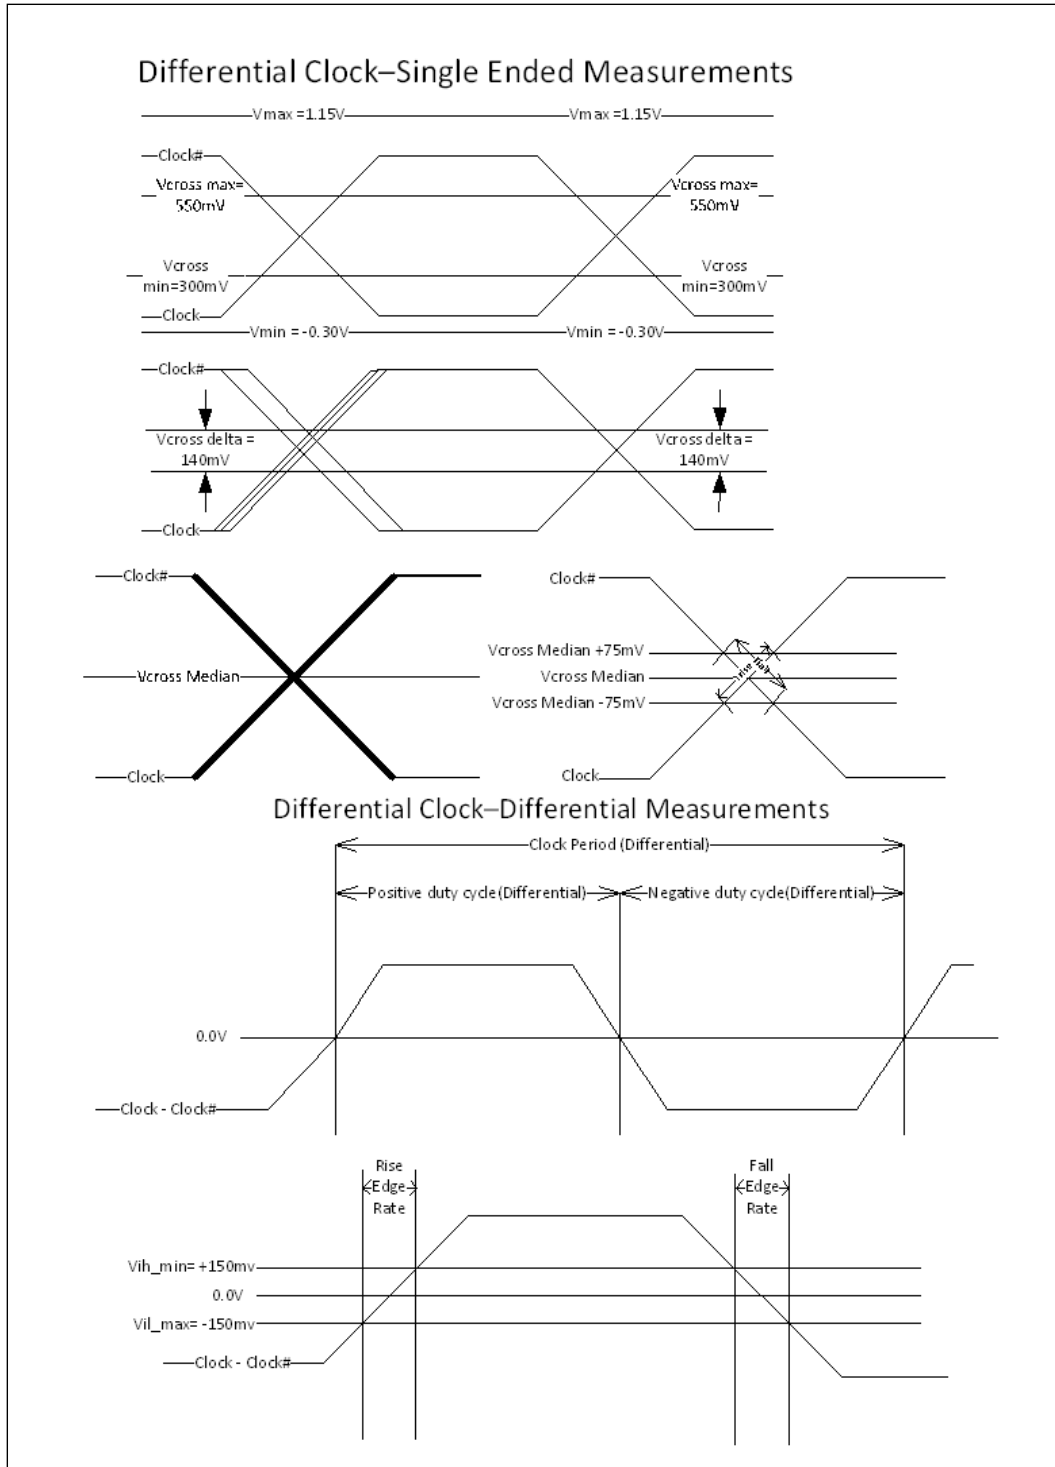 Differential Clock–Single Ended Measurements
Vmax =1.15V Vmax =1.15V
Clock#
Vcross max= Vcross max=
550mV 550mV
Vcross Vcross
min=300mV min=300mV
Clock
Vmin = -0.30V Vmin = -0.30V
Clock#
Vcross delta = Vcross delta =
140mV 140mV
Clock
Clock# Clock#
Vcross Median +75mV
Vcross Median Vcross Median
Vcross Median -75mV
Trise Tfall
Clock Clock
Differential Clock–Differential Measurements
Clock Period (Differential)
Positive duty cycle(Differential) Negative duty cycle(Differential)
0.0V
Clock - Clock#
Rise Fall
Edge Edge
Rate Rate
Vih_min= +150mv
0.0V
Vil_max= -150mv
Clock - Clock#